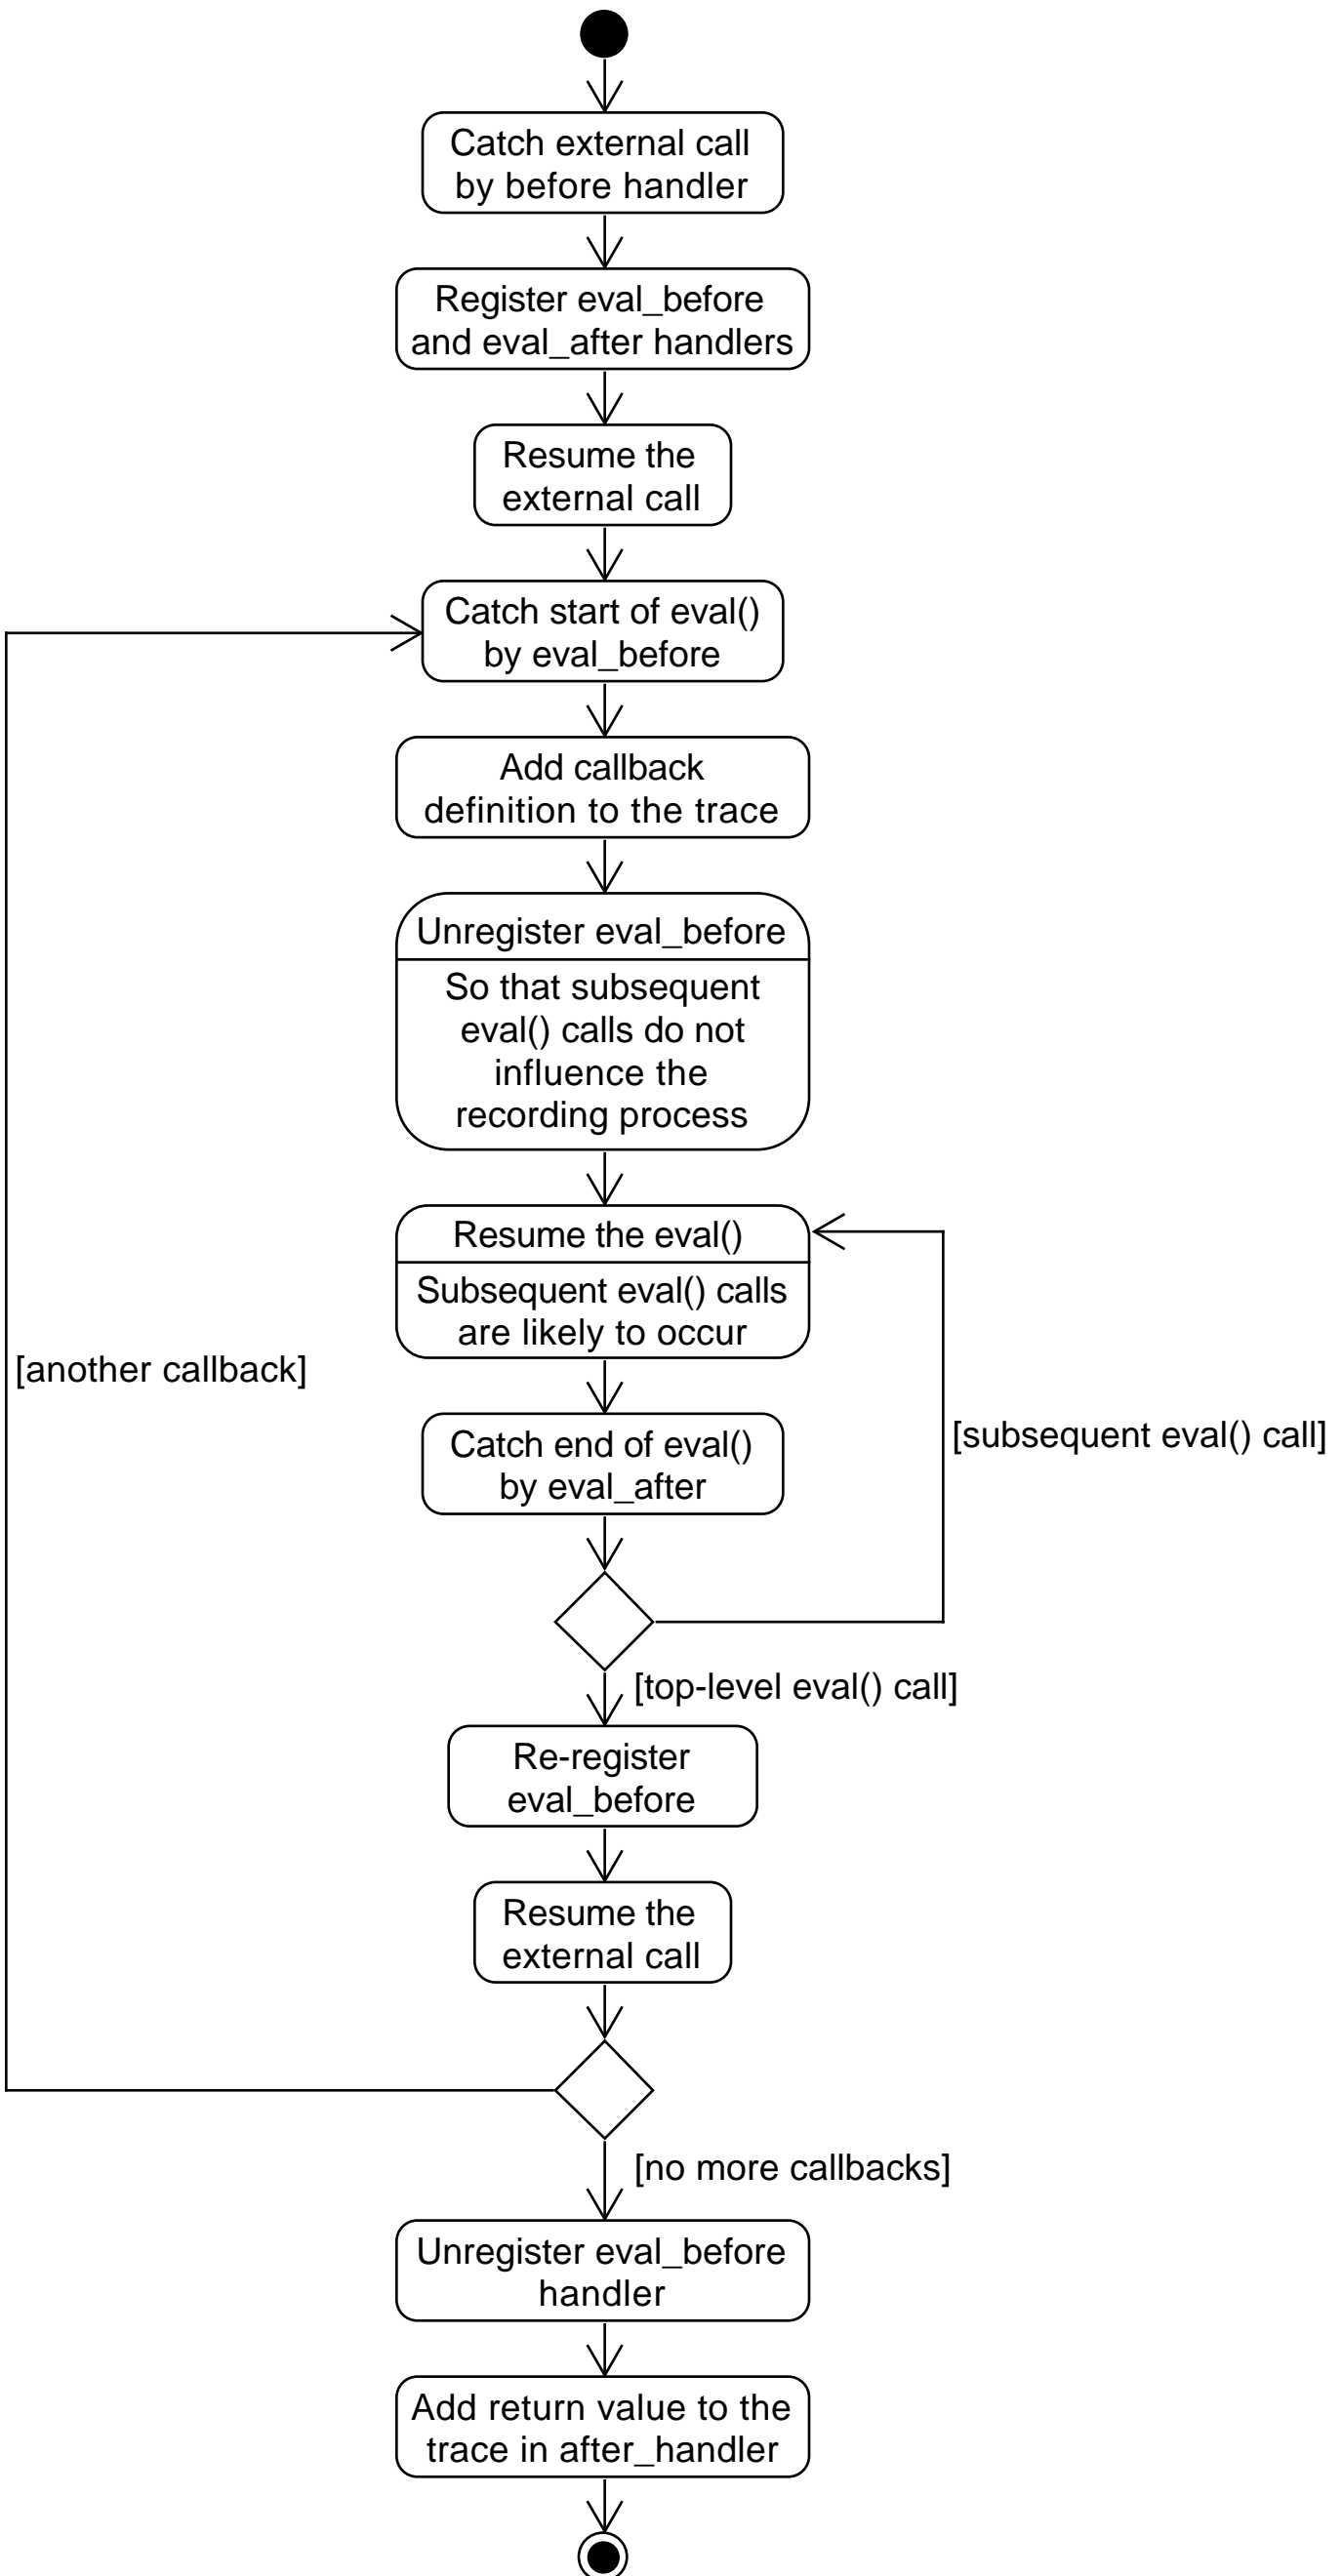 Catch external call
by before handler
Register eval_before
and eval_after handlers
Resume the
external call
Catch start of eval()
by eval_before
Add callback
definition to the trace
Unregister eval_before
So that subsequent
eval() calls do not
influence the
recording process
Resume the eval()
Subsequent eval() calls
are likely to occur
[another callback]
Catch end of eval()
by eval_after
[subsequent eval() call]
[top-level eval() call]
Re-register
eval_before
Resume the
external call
[no more callbacks]
Unregister eval_before
handler
Add return value to the
trace in after_handler